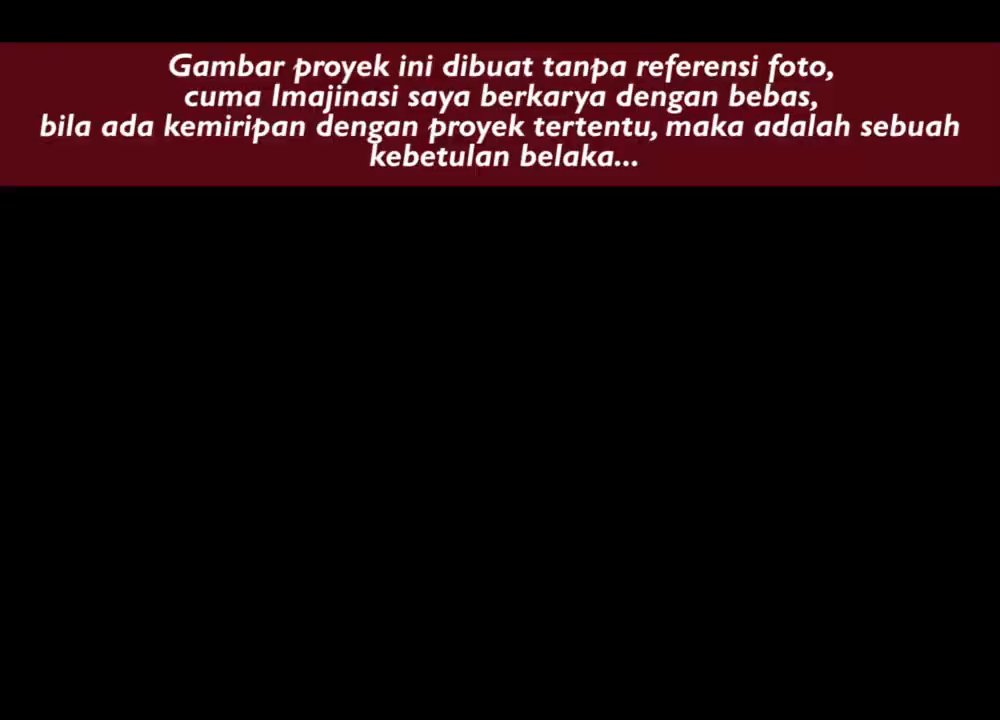 Gambar proyek ini dibuat tanpa referensi foto,
cuma Imajinasi saya berkarya dengan bebas,
bila ada kemiripan dengan proyek tertentu, maka adalah sebuah
kebetulan belaka...